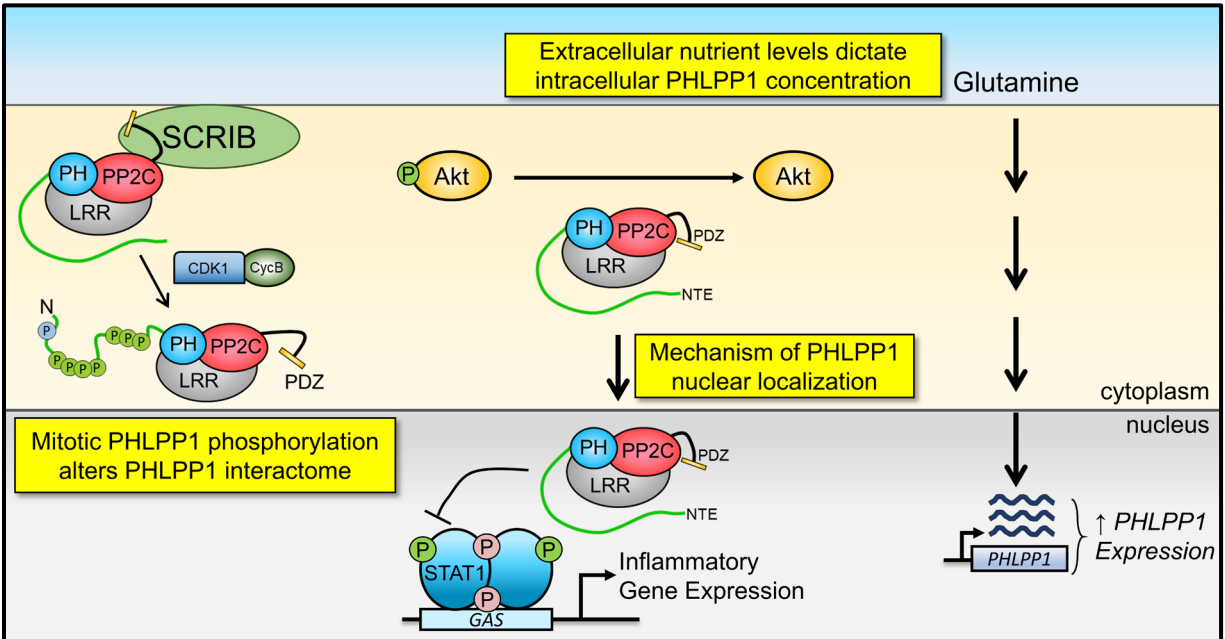 Extracellular nutrient levels dictate
intracellular PHLPP1 concentration
Glutamine
SCRIB
PH
PP2C
LRR
P
Akt
Akt
PH
PP2C
PDZ
LRR
NTE
CDK1
CycB
N
P
P
P
P
P
P
P
P
PH
PP2C
LRR
PDZ
Mechanism of PHLPP1
nuclear localization
cytoplasm
nucleus
Mitotic PHLPP1 phosphorylation
alters PHLPP1 interactome
PH
PP2C
PDZ
LRR
NTE
P
P
P
STAT1
P
GAS
Inflammatory
Gene Expression
PHLPP1
↑ PHLPP1
Expression